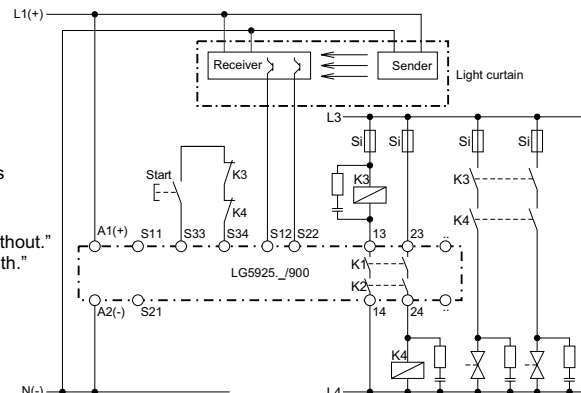 L1(+)
Receiver
Sender
Light curtain
L3
s
Si
Si
Si
Si
Start
K3
K3
K3
K4
K4
thout."
th."
A1(+)
S11
S33
S34
S12
S22
13
23
..
LG5925._/900
K1
K2
A2(-)
S21
14
24
..
K4
N(-)
L4